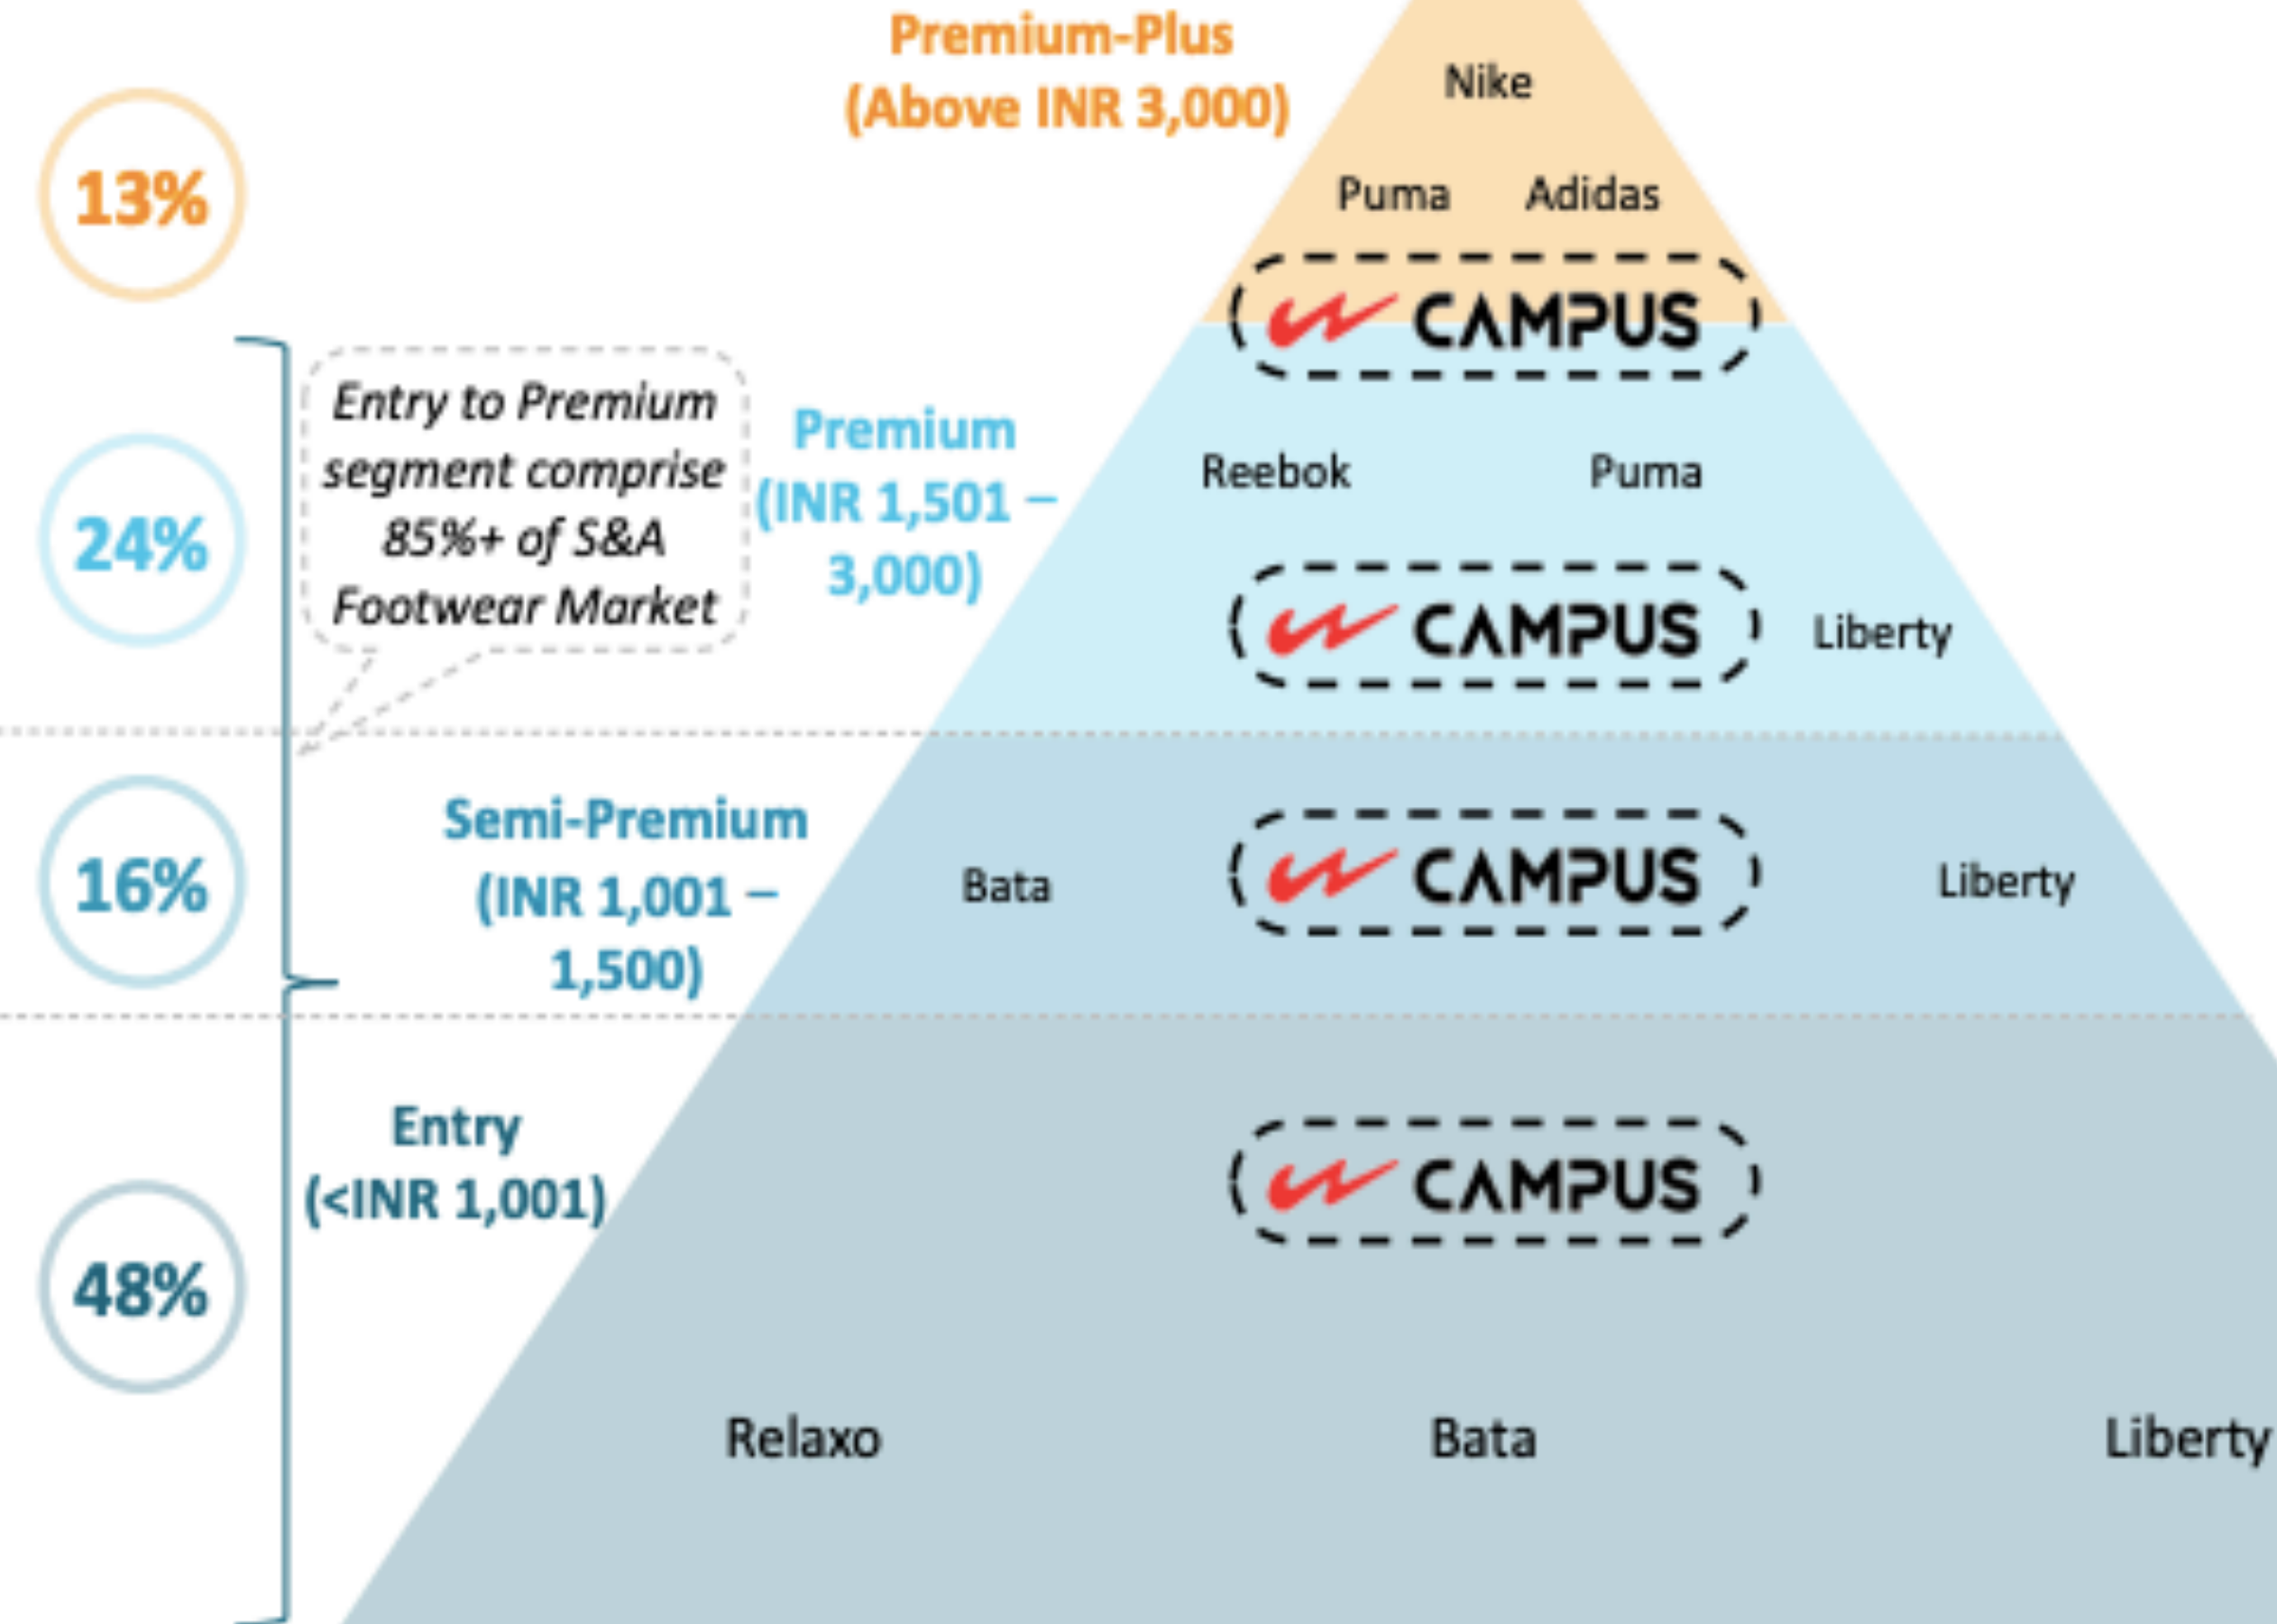 Premium-Plus
(Above INR 3,000)
13%
Nike
Puma Adidas
CAMPUS
Entry to Premium
segment comprise
85%+ of S&A
Footwear Market
24%
Premium
(INR 1,501 –
3,000)
Reebok Puma
CAMPUS Liberty
16%
Semi-Premium
(INR 1,001 –
1,500)
Bata CAMPUS Liberty
48%
Entry
(<INR 1,001)
CAMPUS
Relaxo Bata Liberty